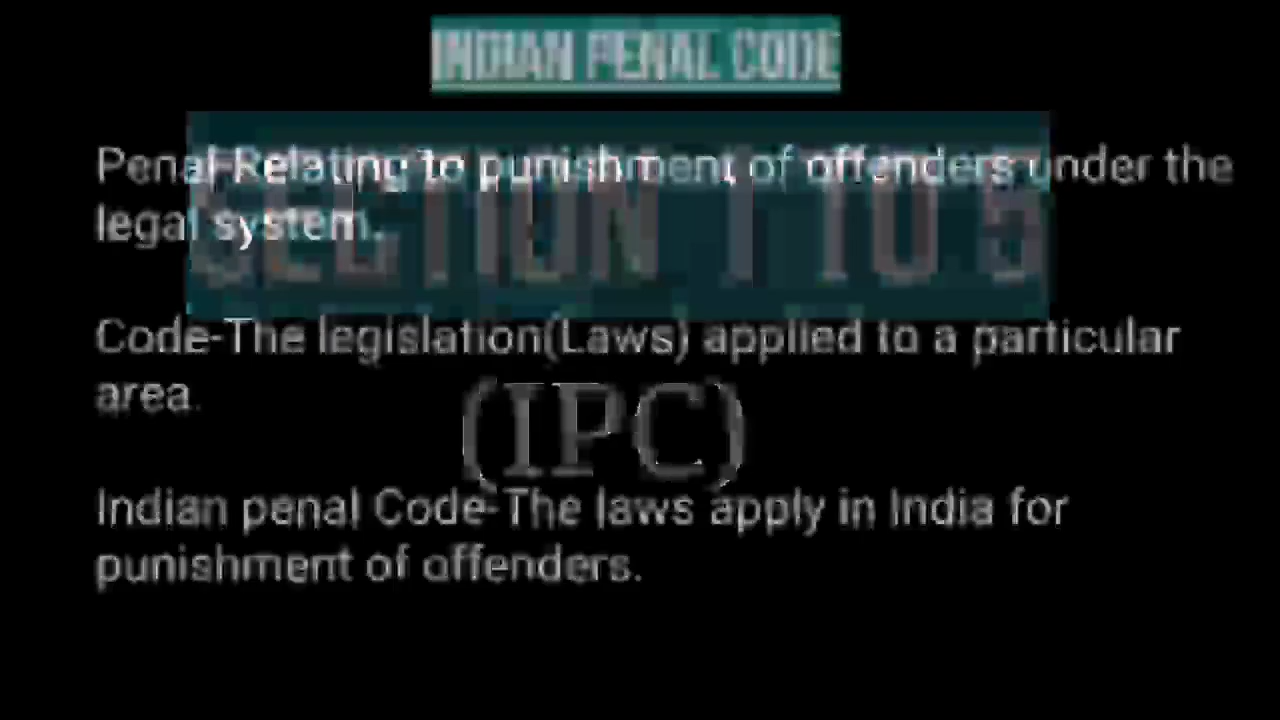 INDIAN PENAL CODE
Penal-Relating to punishment of offenders under the
legal system.
SECTION 1 TO 5
Code-The legislation(Laws) applied to a particular
area.
(IPC)
Indian penal Code-The laws apply in India for
punishment of offenders.